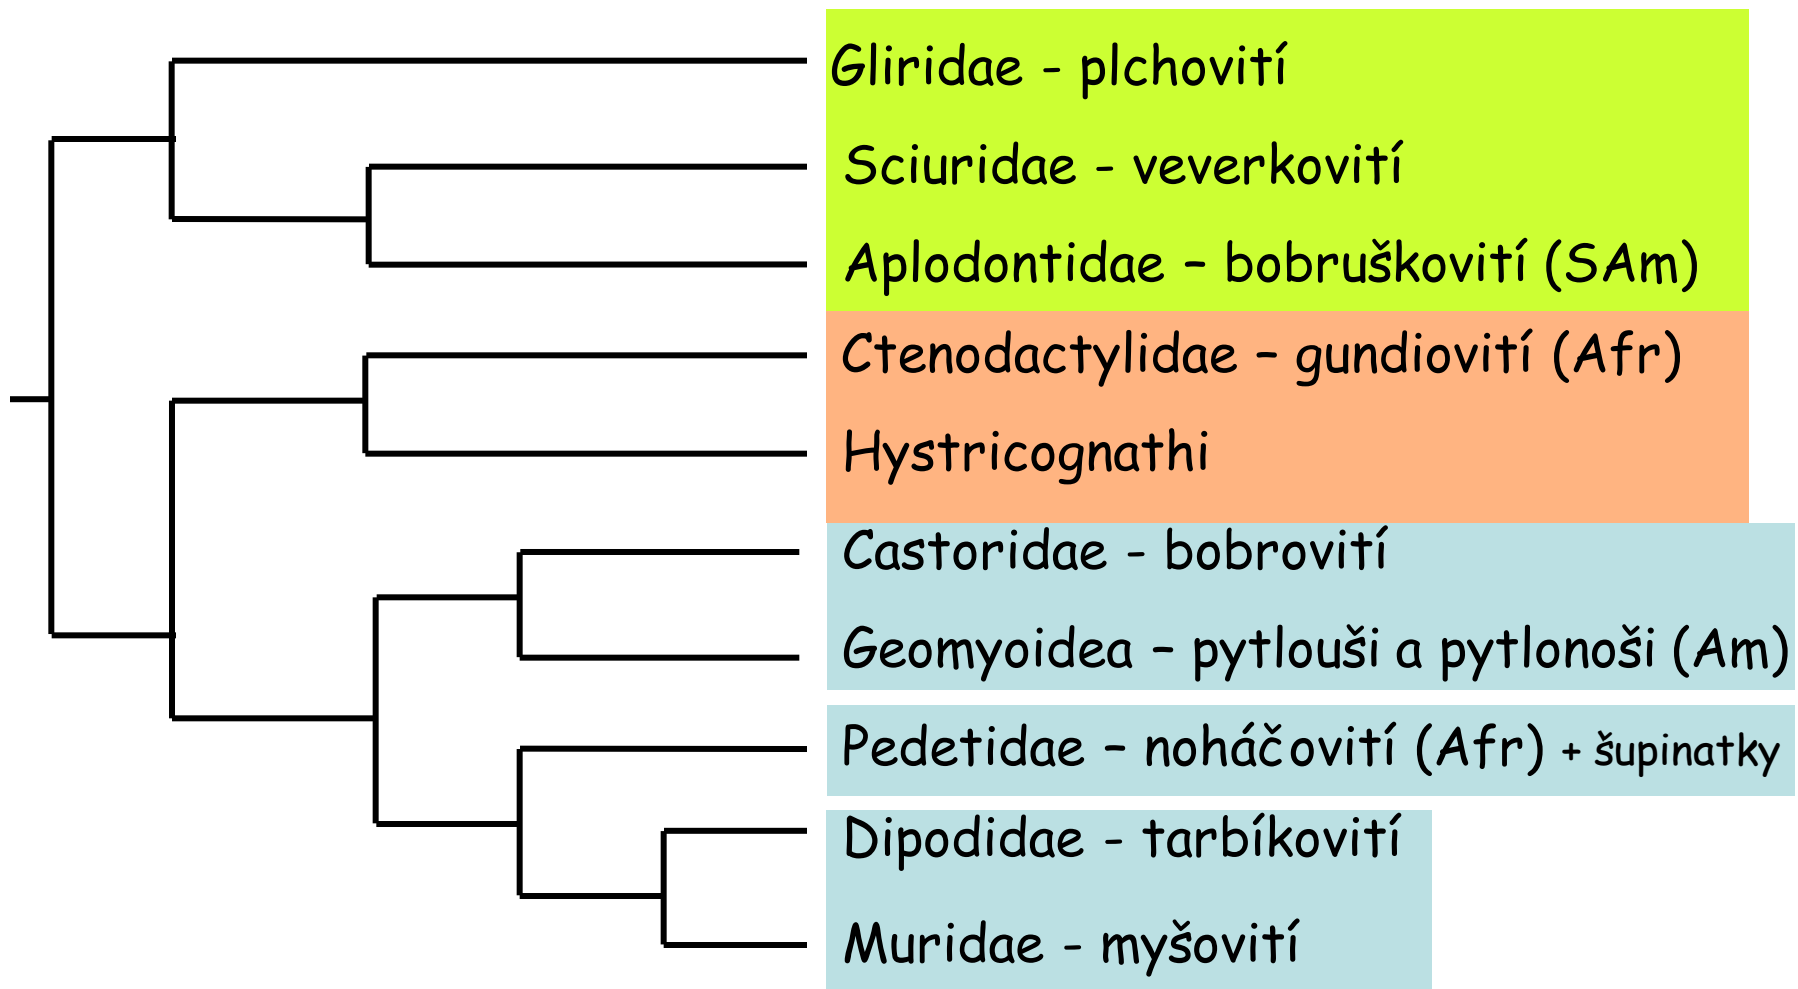 Gliridae - plchovití
Sciuridae - veverkovití
Aplodontidae – bobruškovití (SAm)
Ctenodactylidae – gundiovití (Afr)
Hystricognathi
Castoridae - bobrovití
Geomyoidea – pytlouši a pytlonoši (Am)
Pedetidae – noháčovití (Afr) + šupinatky
Dipodidae - tarbíkovití
Muridae - myšovití